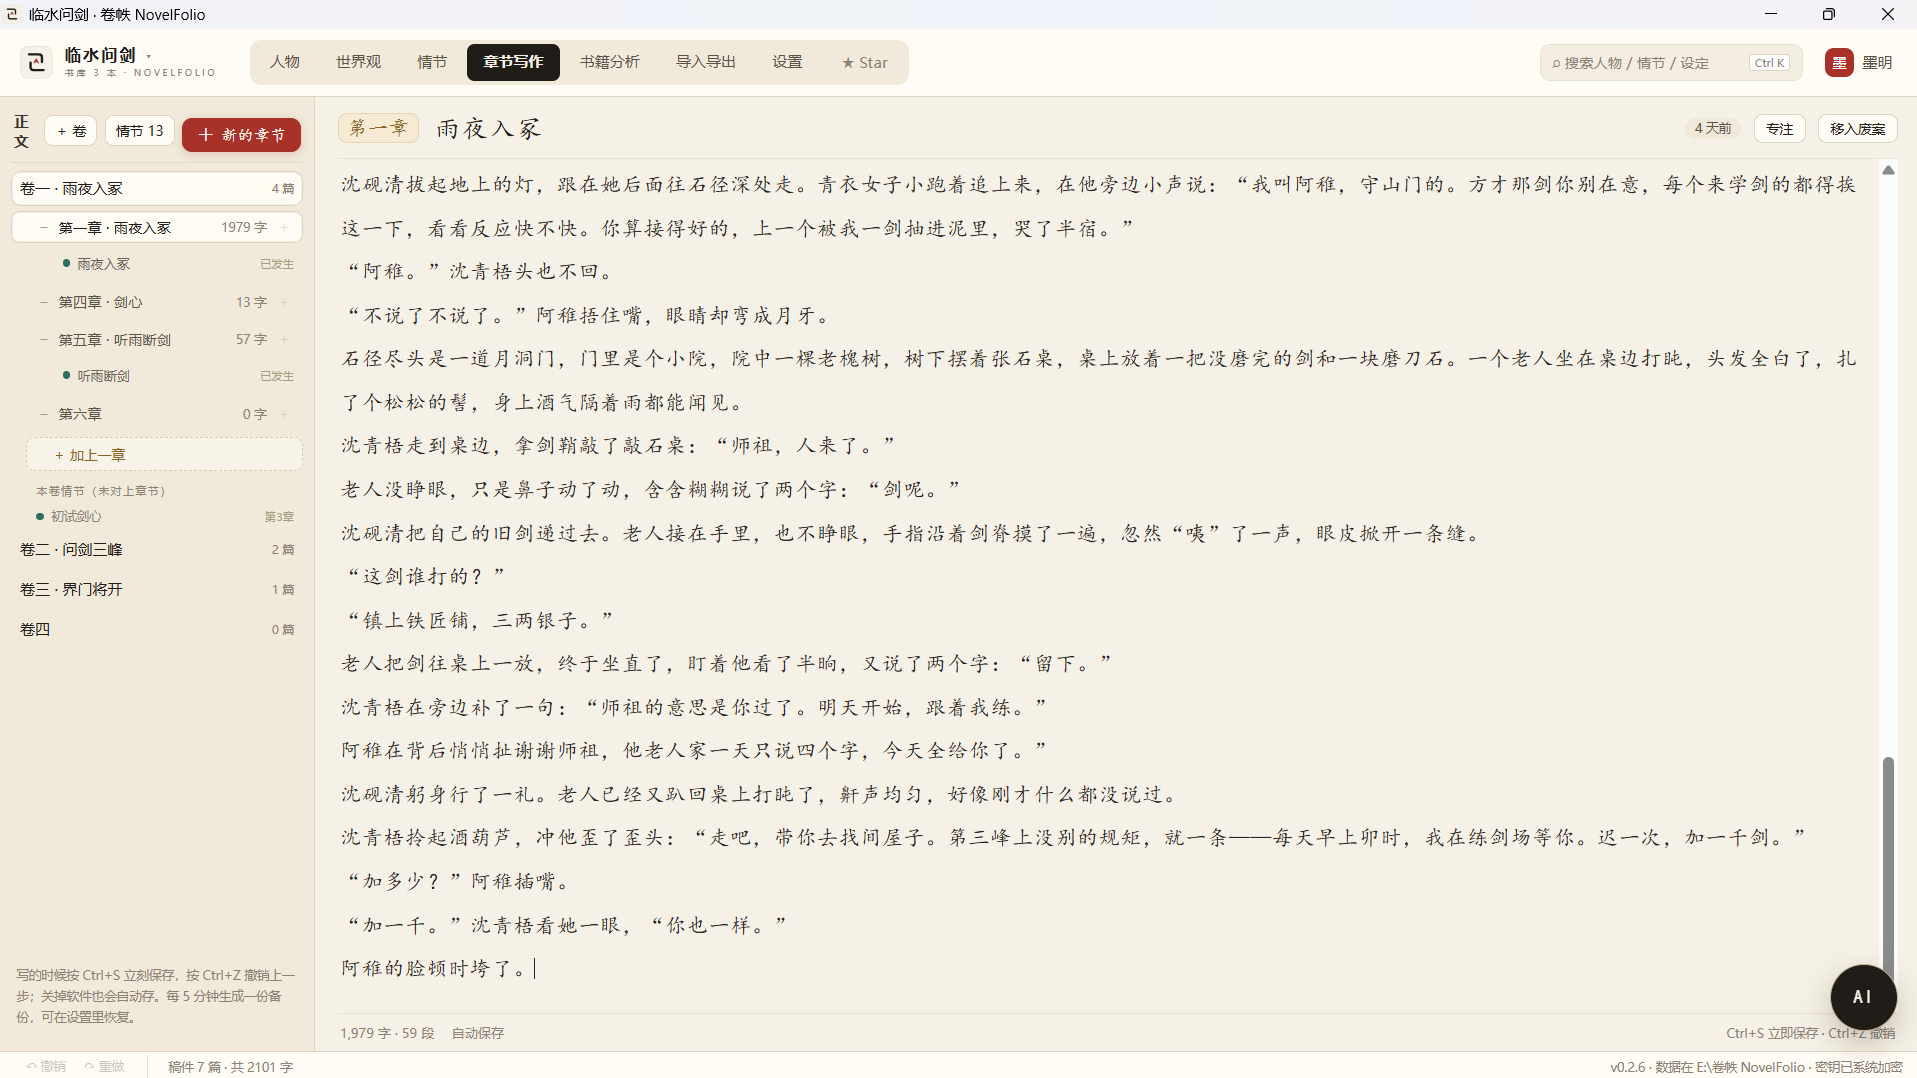 临水问剑 · 卷帙 NovelFolio
临水问剑
书库 3 本 · NOVELFOLIO
人物 世界观 情节 章节写作 书籍分析 导入导出 设置 ★ Star
搜索人物 / 情节 / 设定 Ctrl K
墨 墨明
正文
+ 卷
情节 13
+ 新的章节
卷一 · 雨夜入冢 4 篇
第一章 · 雨夜入冢 1979 字 +
雨夜入冢 已发生
第四章 · 剑心 13 字 +
第五章 · 听雨断剑 57 字 +
听雨断剑 已发生
第六章 0 字 +
+ 加上一章
本卷情节（未对上章节）
初试剑心 第3章
卷二 · 问剑三峰 2 篇
卷三 · 界门将开 1 篇
卷四 0 篇
写的时候按 Ctrl+S 立刻保存，按 Ctrl+Z 撤销上一
步；关掉软件也会自动存。每 5 分钟生成一份备
份，可在设置里恢复。
第一章 雨夜入冢
4 天前 专注 移入废案
沈砚清拔起地上的灯，跟在她后面往石径深处走。青衣女子小跑着追上来，在他旁边小声说：“我叫阿稚，守山门的。方才那剑你别在意，每个来学剑的都得挨
这一下，看看反应快不快。你算接得好的，上一个被我一剑抽进泥里，哭了半宿。”
“阿稚。”沈青梧头也不回。
“不说了不说了。”阿稚捂住嘴，眼睛却弯成月牙。
石径尽头是一道月洞门，门里是个小院，院中一棵老槐树，树下摆着张石桌，桌上放着一把没磨完的剑和一块磨刀石。一个老人坐在桌边打盹，头发全白了，扎
了个松松的髻，身上酒气隔着雨都能闻见。
沈青梧走到桌边，拿剑鞘敲了敲石桌：“师祖，人来了。”
老人没睁眼，只是鼻子动了动，含含糊糊说了两个字：“剑呢。”
沈砚清把自己的旧剑递过去。老人接在手里，也不睁眼，手指沿着剑脊摸了一遍，忽然“咦”了一声，眼皮掀开一条缝。
“这剑谁打的？”
“镇上铁匠铺，三两银子。”
老人把剑往桌上一放，终于坐直了，盯着他看了半晌，又说了两个字：“留下。”
沈青梧在旁边补了一句：“师祖的意思是你过了。明天开始，跟着我练。”
阿稚在背后悄悄扯谢谢师祖，他老人家一天只说四个字，今天全给你了。”
沈砚清躬身行了一礼。老人已经又趴回桌上打盹了，鼾声均匀，好像刚才什么都没说过。
沈青梧拎起酒葫芦，冲他歪了歪头：“走吧，带你去找间屋子。第三峰上没别的规矩，就一条——每天早上卯时，我在练剑场等你。迟一次，加一千剑。”
“加多少？”阿稚插嘴。
“加一千。”沈青梧看她一眼，“你也一样。”
阿稚的脸顿时垮了。
AI
1,979 字 · 59 段 自动保存
Ctrl+S 立即保存 · Ctrl+Z 撤销
撤销 重做 稿件 7 篇 · 共 2101 字
v0.2.6 · 数据在 E:\卷帙 NovelFolio · 密钥已系统加密